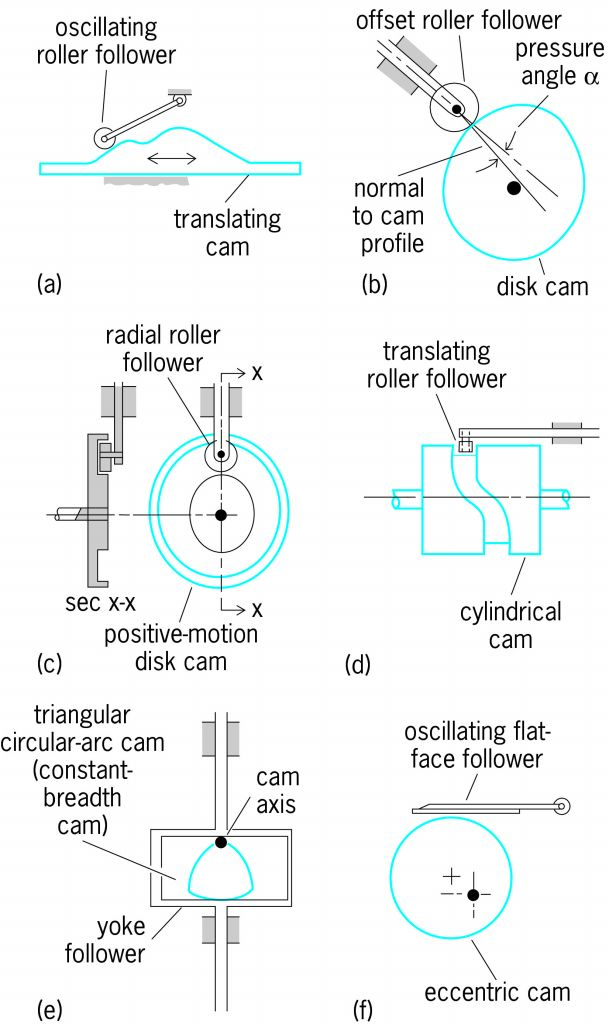 oscillating
roller follower
translating
cam
(a)
offset roller follower
pressure
angle α
normal
to cam
profile
disk cam
(b)
radial roller
follower
x
x
sec x-x
positive-motion
disk cam
(c)
translating
roller follower
cylindrical
cam
(d)
triangular
circular-arc cam
(constant-
breadth
cam)
cam
axis
yoke
follower
(e)
oscillating flat-
face follower
eccentric cam
(f)